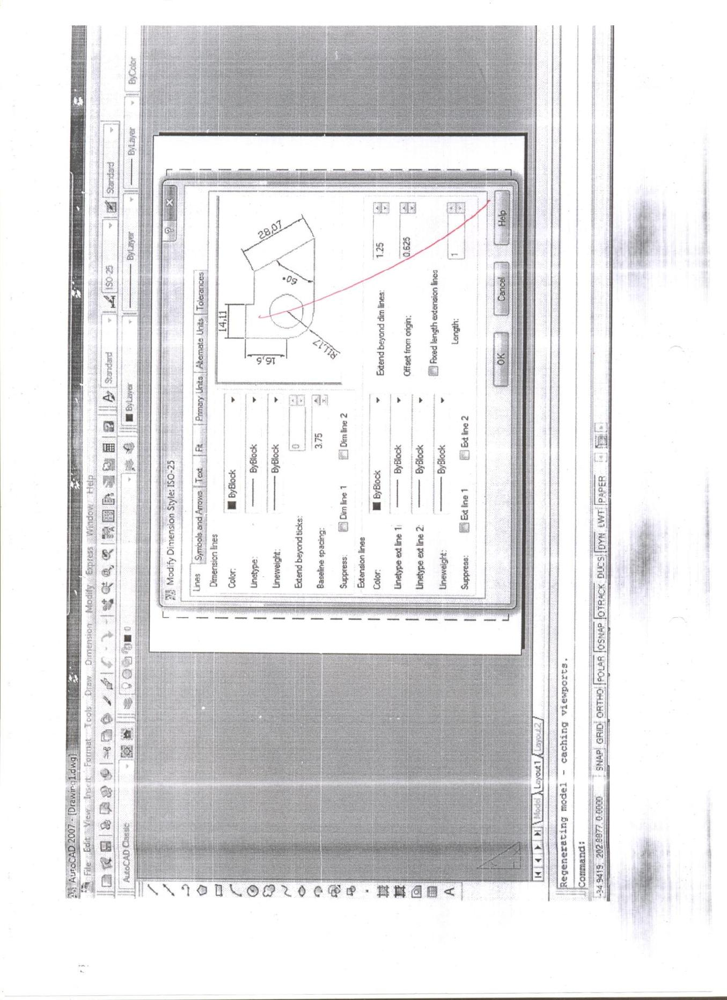 AutoCAD 2007 - [Drawing1.dwg]
File Edit View Insert Format Tools Draw Dimension Modify Express Window Help
Standard ISO-25 Standard
AutoCAD Classic 0 ByLayer ByLayer ByLayer ByColor
Modify Dimension Style: ISO-25
Lines Symbols and Arrows Text Fit Primary Units Alternate Units Tolerances
Dimension lines
Color: ByBlock
Linetype: ByBlock
Lineweight: ByBlock
Extend beyond ticks: 0
Baseline spacing: 3.75
Suppress: Dim line 1 Dim line 2
14,11
16,6
28,07
60°
R11,17
Extension lines
Color: ByBlock
Linetype ext line 1: ByBlock
Linetype ext line 2: ByBlock
Lineweight: ByBlock
Suppress: Ext line 1 Ext line 2
Extend beyond dim lines: 1.25
Offset from origin: 0.625
Fixed length extension lines
Length: 1
OK Cancel Help
Model Layout1 Layout2
Regenerating model - caching viewports.
Command:
-34.9419, 202.8877, 0.0000 SNAP GRID ORTHO POLAR OSNAP OTRACK DUCS DYN LWT PAPER